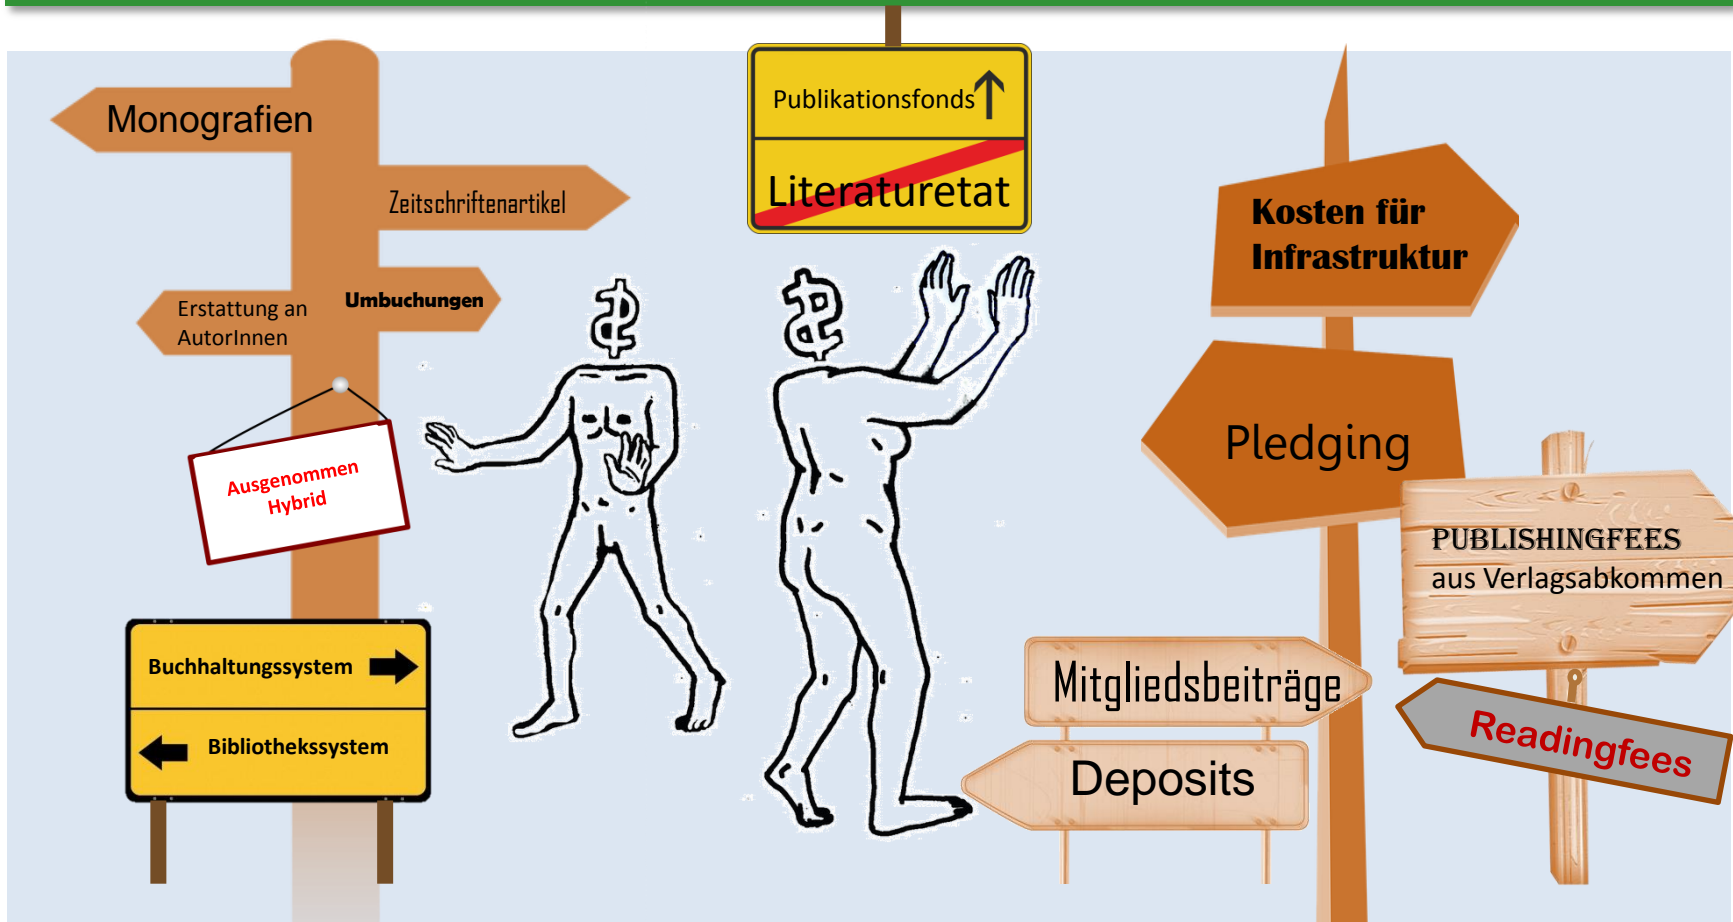 Monografien
Zeitschriftenartikel
Erstattung an
AutorInnen
Umbuchungen
Ausgenommen
Hybrid
Buchhaltungssystem
Bibliothekssystem
Publikationsfonds
Literaturetat
Kosten für
Infrastruktur
Pledging
PUBLISHINGFEES
aus Verlagsabkommen
Mitgliedsbeiträge
Readingfees
Deposits